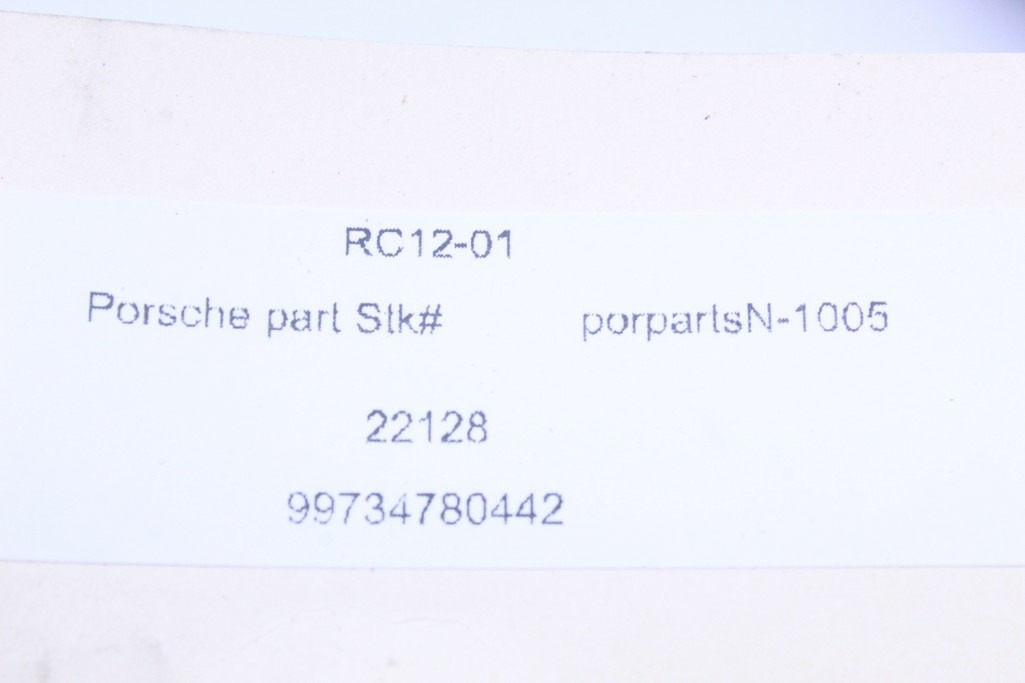 RC12-01
Porsche part Stk# porpartsN-1005
22128
99734780442